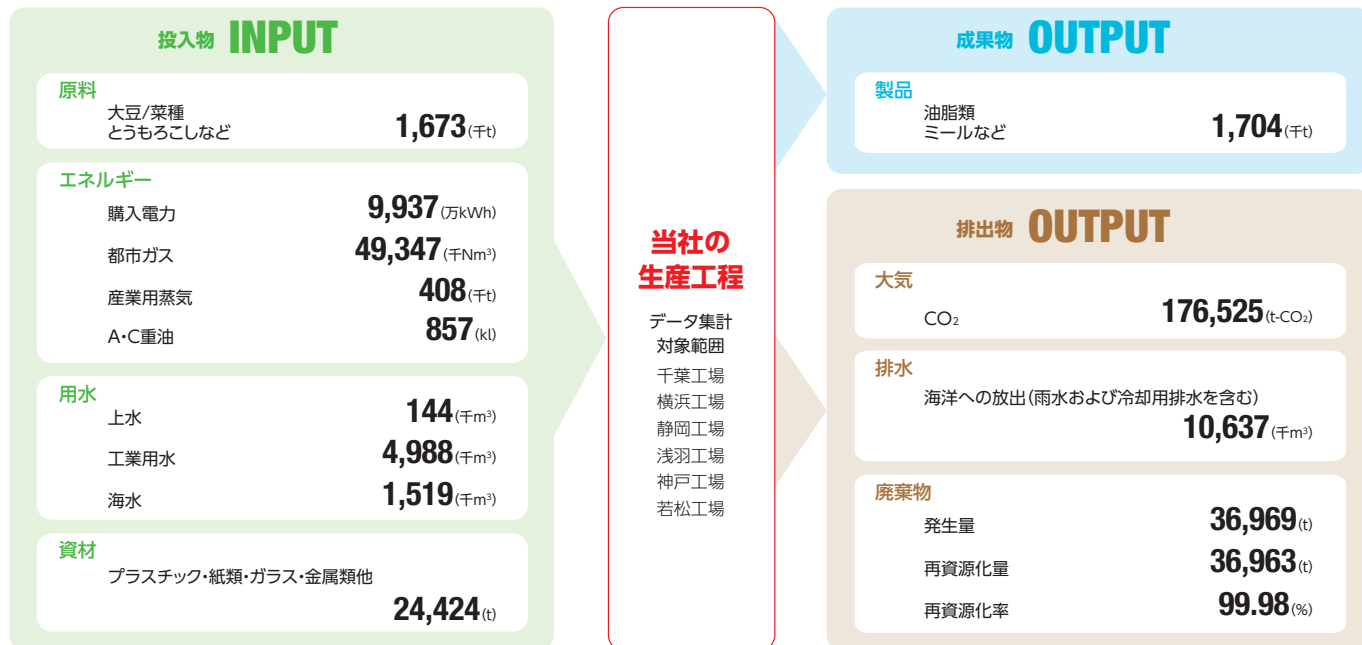 投入物 INPUT
原料
大豆/菜種
とうもろこしなど
1,673(千t)
エネルギー
購入電力 9,937(万kWh)
都市ガス 49,347(千Nm³)
産業用蒸気 408(千t)
A・C重油 857(kl)
用水
上水 144(千m³)
工業用水 4,988(千m³)
海水 1,519(千m³)
資材
プラスチック・紙類・ガラス・金属類他
24,424(t)
当社の
生産工程
データ集計
対象範囲
千葉工場
横浜工場
静岡工場
浅羽工場
神戸工場
若松工場
成果物 OUTPUT
製品
油脂類
ミールなど
1,704(千t)
排出物 OUTPUT
大気
CO₂ 176,525(t-CO₂)
排水
海洋への放出(雨水および冷却用排水を含む)
10,637(千m³)
廃棄物
発生量 36,969(t)
再資源化量 36,963(t)
再資源化率 99.98(%)